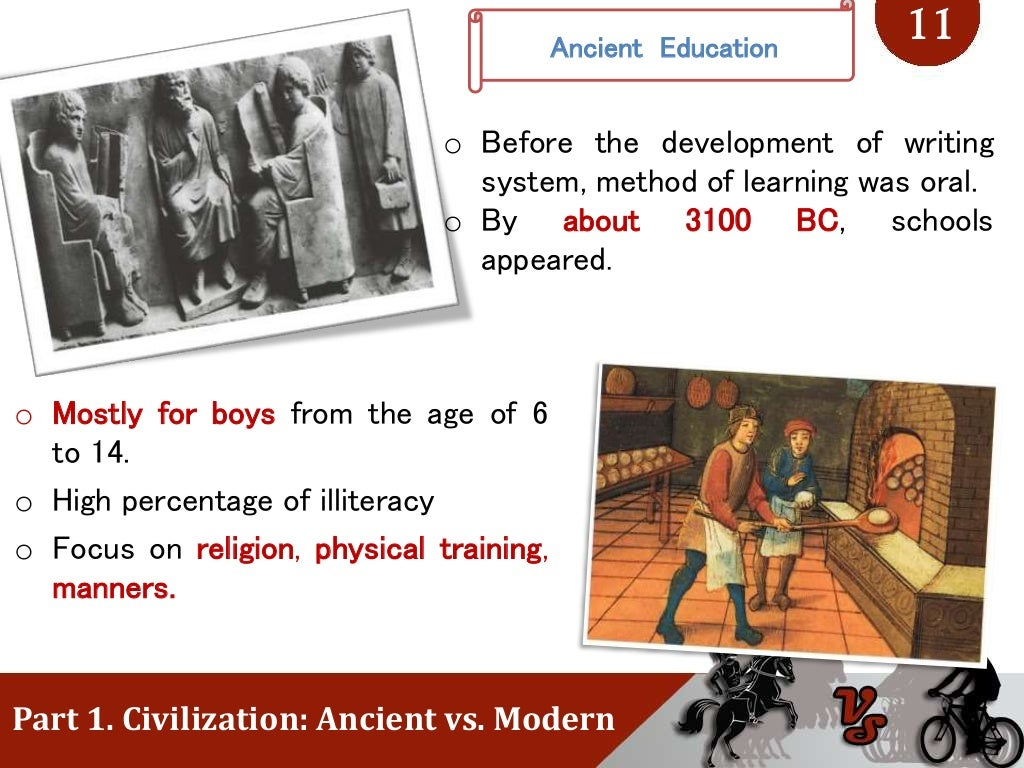 11
Ancient Education
o Before the development of writing
system, method of learning was oral.
o By about 3100 BC, schools
appeared.
o Mostly for boys from the age of 6
to 14.
o High percentage of illiteracy
o Focus on religion, physical training,
manners.
Part 1. Civilization: Ancient vs. Modern
Vs